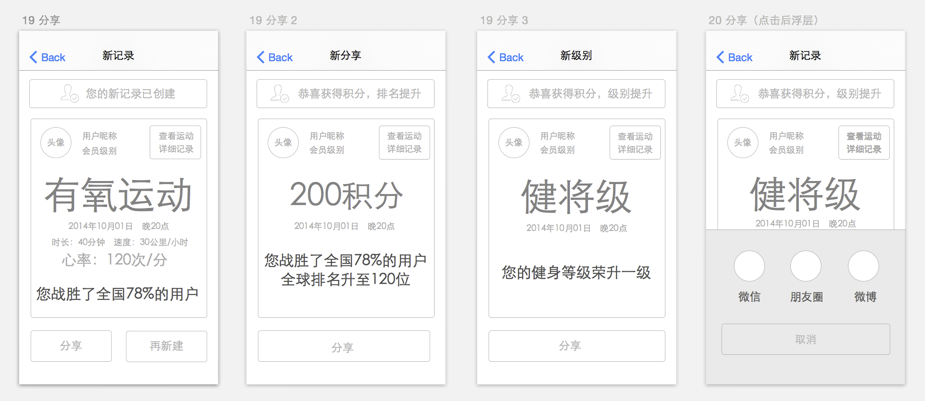 19 分享
Back
新记录
您的新记录已创建
头像
用户昵称
会员级别
查看运动
详细记录
有氧运动
2014年10月01日 晚20点
时长：40分钟 速度：30公里/小时
心率：120次/分
您战胜了全国78%的用户
分享
再新建
19 分享 2
Back
新分享
恭喜获得积分，排名提升
头像
用户昵称
会员级别
查看运动
详细记录
200积分
2014年10月01日 晚20点
您战胜了全国78%的用户
全球排名升至120位
分享
19 分享 3
Back
新级别
恭喜获得积分，级别提升
头像
用户昵称
会员级别
查看运动
详细记录
健将级
2014年10月01日 晚20点
您的健身等级荣升一级
分享
20 分享（点击后浮层）
Back
新记录
恭喜获得积分，级别提升
头像
用户昵称
会员级别
查看运动
详细记录
健将级
2014年10月01日 晚20点
微信
朋友圈
微博
取消